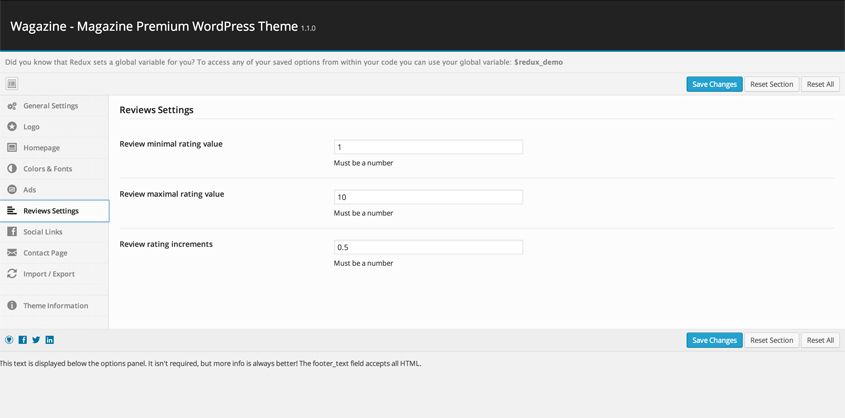 Wagazine - Magazine Premium WordPress Theme 1.1.0
Did you know that Redux sets a global variable for you? To access any of your saved options from within your code you can use your global variable: $redux_demo
Save Changes Reset Section Reset All
General Settings
Logo
Homepage
Colors & Fonts
Ads
Reviews Settings
Social Links
Contact Page
Import / Export
Theme Information
Reviews Settings
Review minimal rating value
1
Must be a number
Review maximal rating value
10
Must be a number
Review rating increments
0.5
Must be a number
Save Changes Reset Section Reset All
This text is displayed below the options panel. It isn't required, but more info is always better! The footer_text field accepts all HTML.